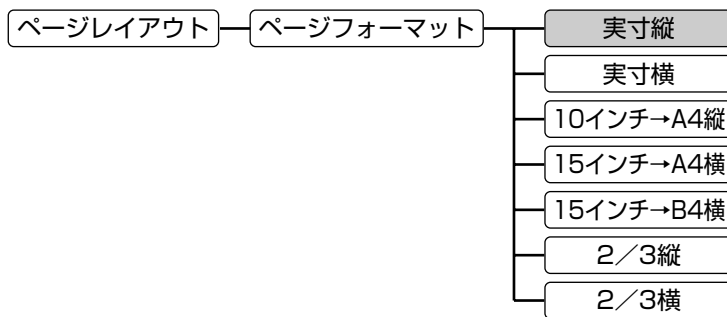 ページレイアウト
ページフォーマット
実寸縦
実寸横
10インチ→A4縦
15インチ→A4横
15インチ→B4横
2／3縦
2／3横